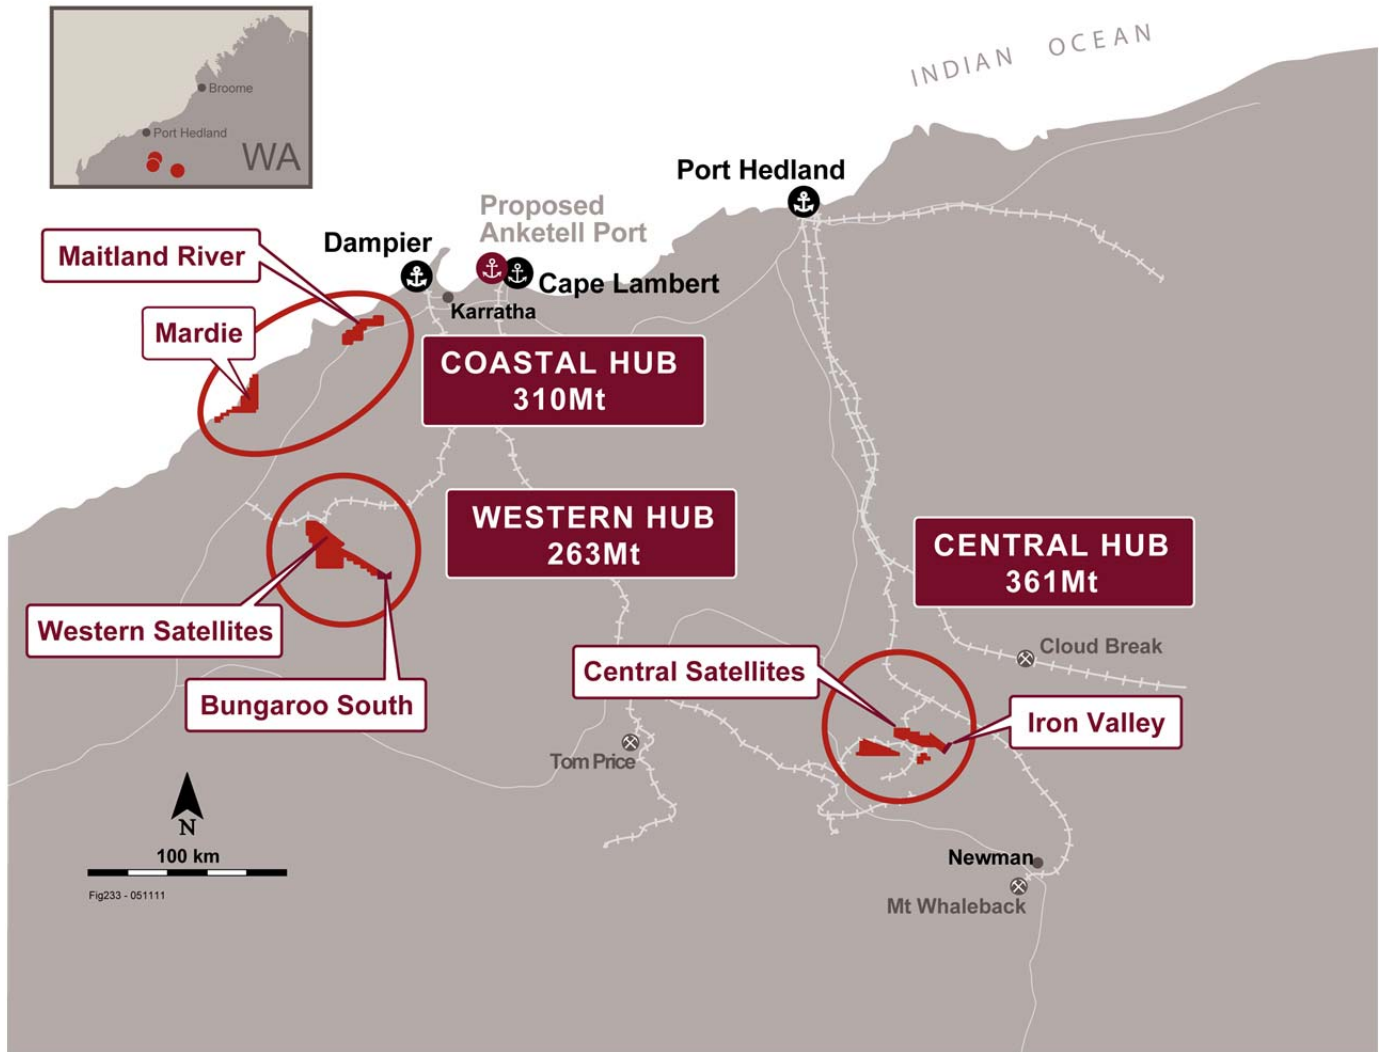 INDIAN OCEAN
Broome
Port Hedland
WA
Port Hedland
Proposed
Anketell Port
Dampier
Maitland River
Cape Lambert
Karratha
Mardie
COASTAL HUB
310Mt
WESTERN HUB
263Mt
CENTRAL HUB
361Mt
Western Satellites
Cloud Break
Central Satellites
Bungaroo South
Iron Valley
Tom Price
N
100 km
Newman
Fig233 - 051111
Mt Whaleback